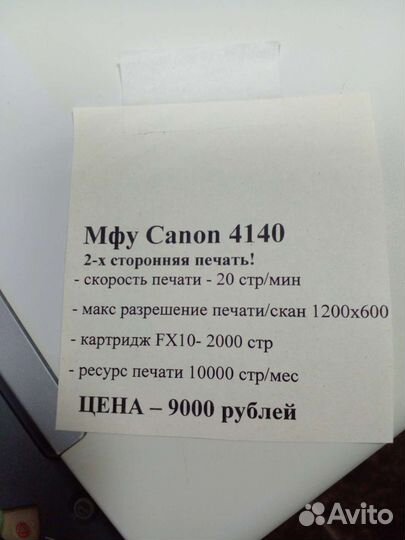 Мфу Canon 4140
2-х сторонняя печать!
- скорость печати - 20 стр/мин
- макс разрешение печати/скан 1200x600
- картридж FX10- 2000 стр
- ресурс печати 10000 стр/мес
ЦЕНА – 9000 рублей
Avito